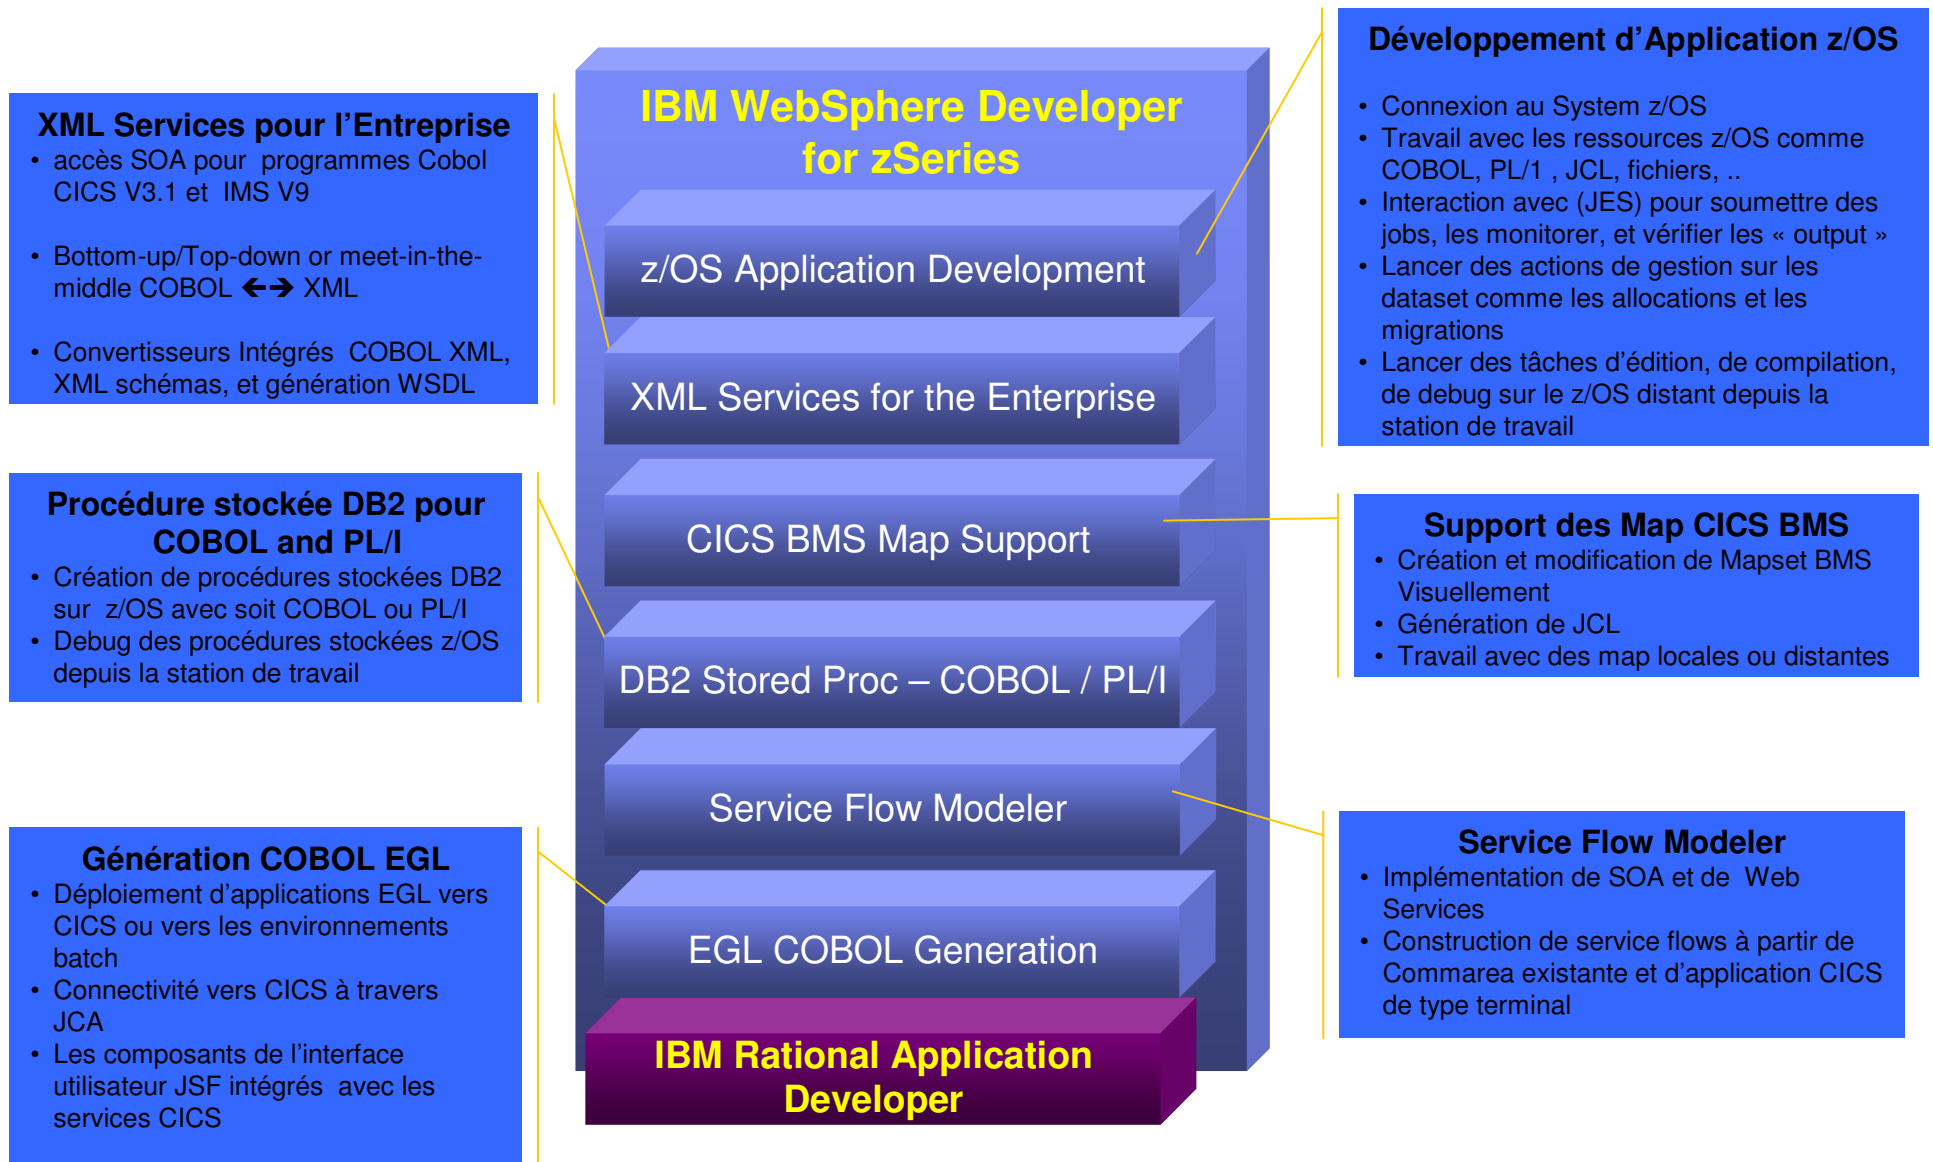 IBM WebSphere Developer
for zSeries
z/OS Application Development
XML Services for the Enterprise
CICS BMS Map Support
DB2 Stored Proc – COBOL / PL/I
Service Flow Modeler
EGL COBOL Generation
IBM Rational Application
Developer
XML Services pour l’Entreprise
• accès SOA pour programmes Cobol
CICS V3.1 et IMS V9
• Bottom-up/Top-down or meet-in-the-
middle COBOL 🡸🡺 XML
• Convertisseurs Intégrés COBOL XML,
XML schémas, et génération WSDL
Procédure stockée DB2 pour
COBOL and PL/I
• Création de procédures stockées DB2
sur z/OS avec soit COBOL ou PL/I
• Debug des procédures stockées z/OS
depuis la station de travail
Génération COBOL EGL
• Déploiement d’applications EGL vers
CICS ou vers les environnements
batch
• Connectivité vers CICS à travers
JCA
• Les composants de l’interface
utilisateur JSF intégrés avec les
services CICS
Développement d’Application z/OS
• Connexion au System z/OS
• Travail avec les ressources z/OS comme
COBOL, PL/1 , JCL, fichiers, ..
• Interaction avec (JES) pour soumettre des
jobs, les monitorer, et vérifier les « output »
• Lancer des actions de gestion sur les
dataset comme les allocations et les
migrations
• Lancer des tâches d’édition, de compilation,
de debug sur le z/OS distant depuis la
station de travail
Support des Map CICS BMS
• Création et modification de Mapset BMS
Visuellement
• Génération de JCL
• Travail avec des map locales ou distantes
Service Flow Modeler
• Implémentation de SOA et de Web
Services
• Construction de service flows à partir de
Commarea existante et d’application CICS
de type terminal